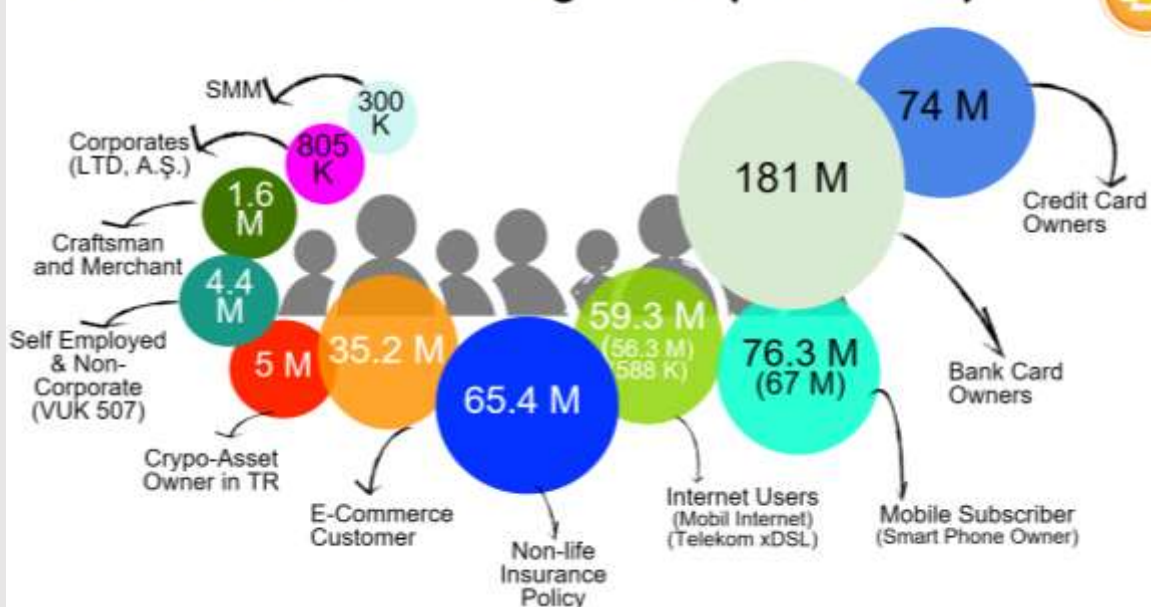 SMM
300
K
Corporates
(LTD, A.Ş.)
805
K
1.6
M
Craftsman
and Merchant
4.4
M
Self Employed
& Non-
Corporate
(VUK 507)
5 M
Crypo-Asset
Owner in TR
35.2 M
E-Commerce
Customer
65.4 M
Non-life
Insurance
Policy
59.3 M
(56.3 M)
(588 K)
Internet Users
(Mobil Internet)
(Telekom xDSL)
76.3 M
(67 M)
Mobile Subscriber
(Smart Phone Owner)
181 M
Bank Card
Owners
74 M
Credit Card
Owners